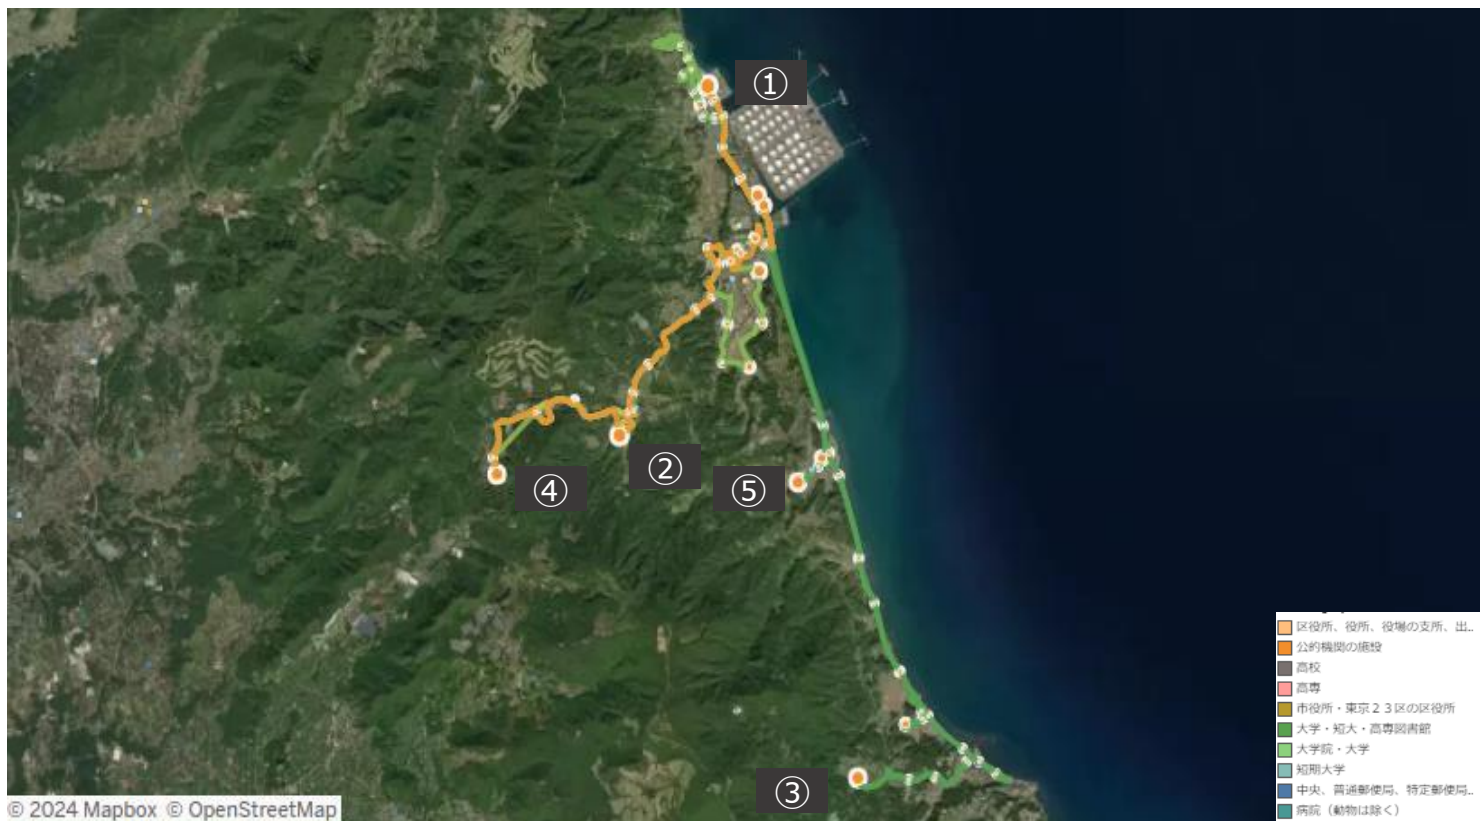 ①
②
④
⑤
③
区役所、役所、役場の支所、出…
公的機関の施設
高校
高専
市役所・東京23区の区役所
大学・短大・高専図書館
大学院・大学
短期大学
中央、普通郵便局、特定郵便局…
病院（動物は除く）
© 2024 Mapbox © OpenStreetMap